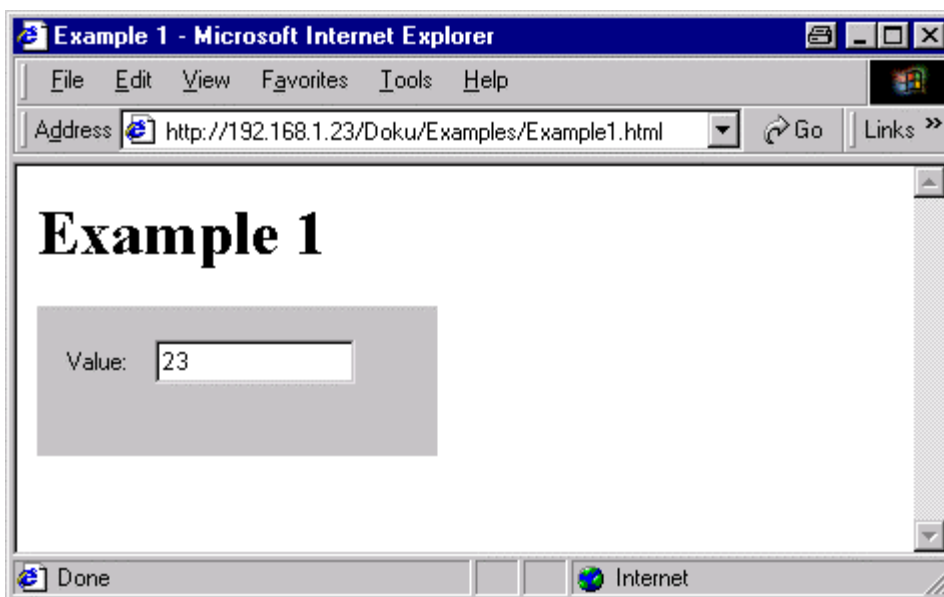 Example 1 - Microsoft Internet Explorer
File Edit View Favorites Tools Help
Address http://192.168.1.23/Doku/Examples/Example1.html Go Links »
Example 1
Value: 23
Done Internet